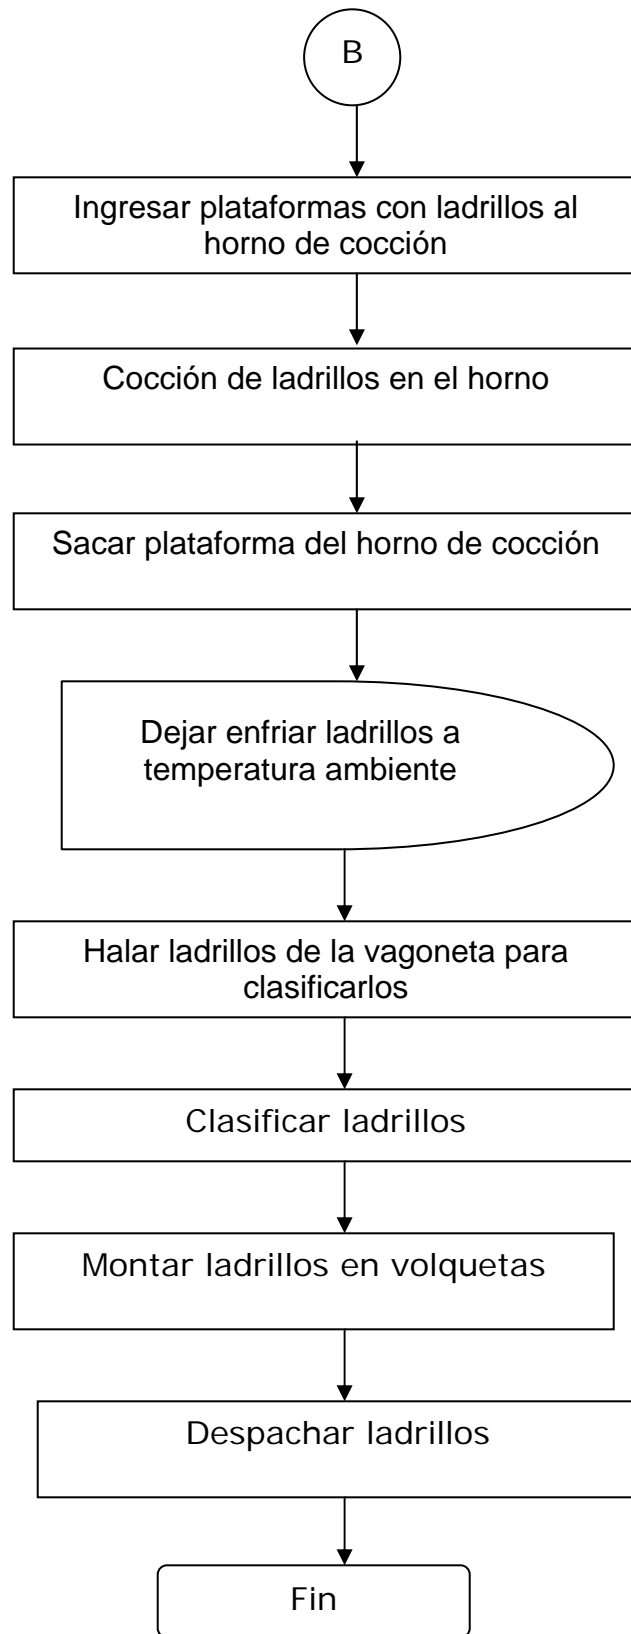 B
Ingresar plataformas con ladrillos al
horno de cocción
Cocción de ladrillos en el horno
Sacar plataforma del horno de cocción
Dejar enfriar ladrillos a
temperatura ambiente
Halar ladrillos de la vagoneta para
clasificarlos
Clasificar ladrillos
Montar ladrillos en volquetas
Despachar ladrillos
Fin